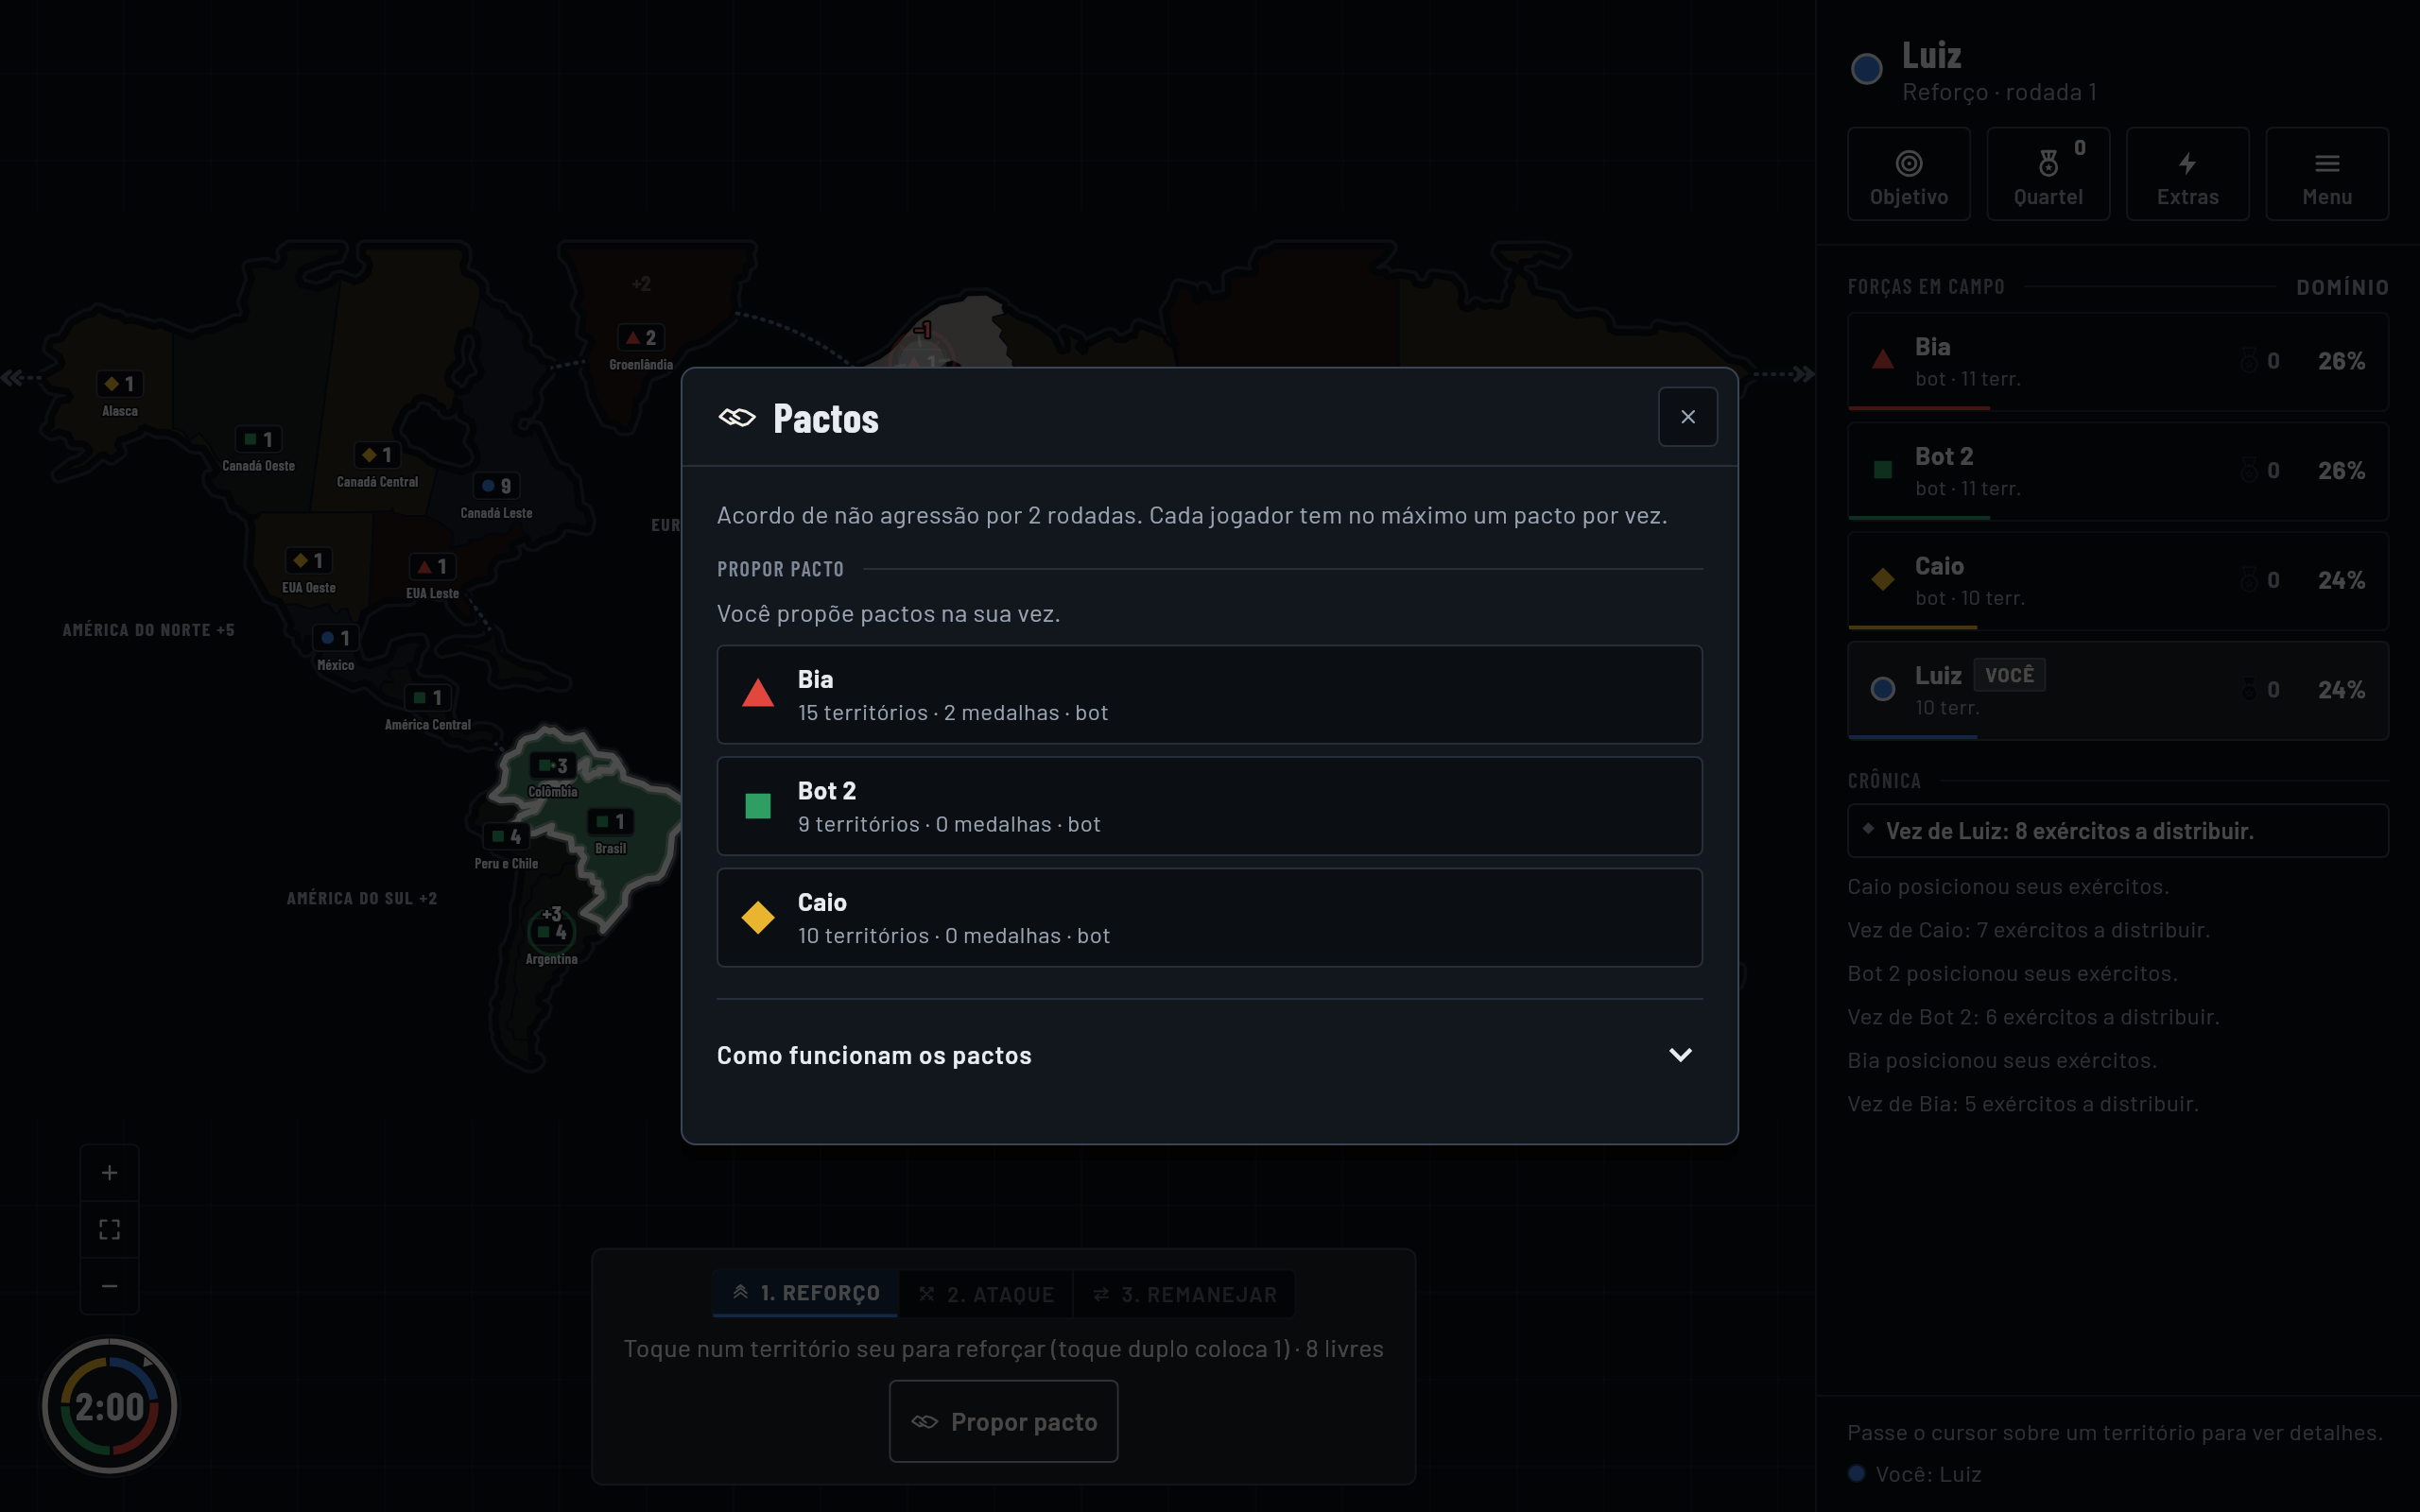 Luiz
Reforço · rodada 1
Objetivo
0
Quartel
Extras
Menu
FORÇAS EM CAMPO
DOMÍNIO
Bia
bot · 11 terr.
0
26%
Bot 2
bot · 11 terr.
0
26%
Caio
bot · 10 terr.
0
24%
Luiz VOCÊ
10 terr.
0
24%
CRÔNICA
Vez de Luiz: 8 exércitos a distribuir.
Caio posicionou seus exércitos.
Vez de Caio: 7 exércitos a distribuir.
Bot 2 posicionou seus exércitos.
Vez de Bot 2: 6 exércitos a distribuir.
Bia posicionou seus exércitos.
Vez de Bia: 5 exércitos a distribuir.
Passe o cursor sobre um território para ver detalhes.
Você: Luiz
+2
2
Groenlândia
-1
1
1
Alasca
1
Canadá Oeste
1
Canadá Central
9
Canadá Leste
1
EUA Oeste
1
EUA Leste
AMÉRICA DO NORTE +5
1
México
1
América Central
3
Colômbia
1
Brasil
4
Peru e Chile
AMÉRICA DO SUL +2
+3
4
Argentina
EUR
Pactos
Acordo de não agressão por 2 rodadas. Cada jogador tem no máximo um pacto por vez.
PROPOR PACTO
Você propõe pactos na sua vez.
Bia
15 territórios · 2 medalhas · bot
Bot 2
9 territórios · 0 medalhas · bot
Caio
10 territórios · 0 medalhas · bot
Como funcionam os pactos
1. REFORÇO
2. ATAQUE
3. REMANEJAR
Toque num território seu para reforçar (toque duplo coloca 1) · 8 livres
Propor pacto
2:00